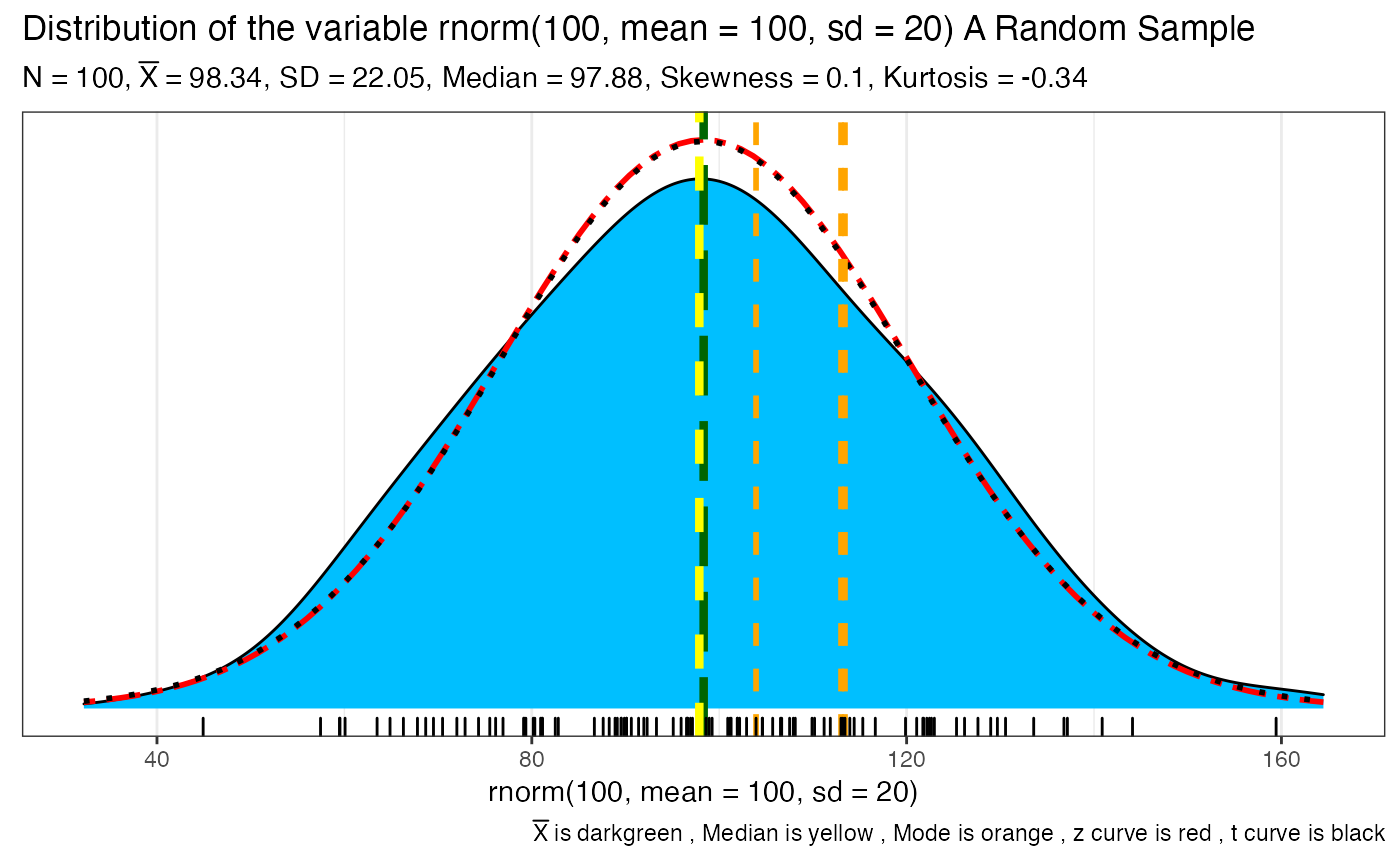 Distribution of the variable rnorm(100, mean = 100, sd = 20) A Random Sample
N = 100, X̅ = 98.34, SD = 22.05, Median = 97.88, Skewness = 0.1, Kurtosis = -0.34
40 80 120 160
rnorm(100, mean = 100, sd = 20)
X̅ is darkgreen , Median is yellow , Mode is orange , z curve is red , t curve is black